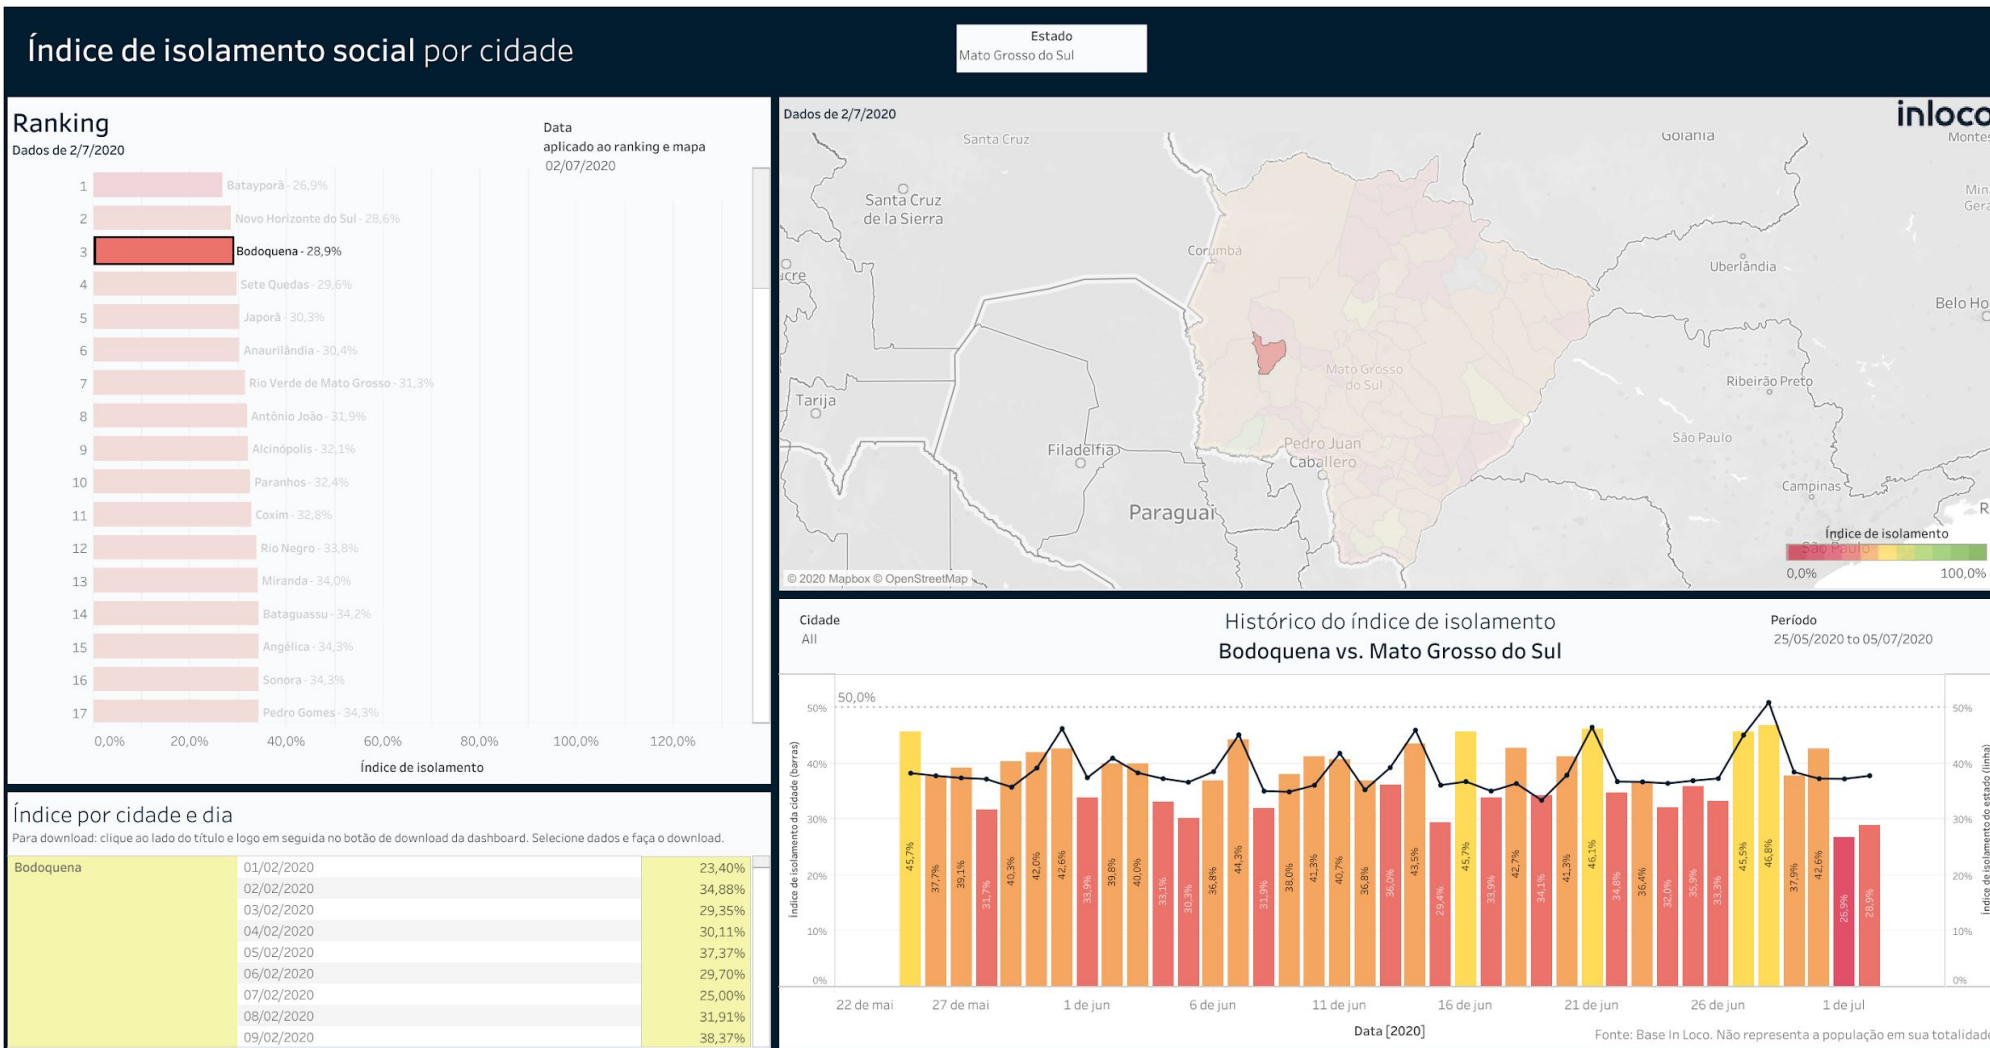 Índice de isolamento social por cidade
Estado
Mato Grosso do Sul
Ranking
Dados de 2/7/2020
Data
aplicado ao ranking e mapa
02/07/2020
1 Batayporã - 26,9%
2 Novo Horizonte do Sul - 28,6%
3 Bodoquena - 28,9%
4 Sete Quedas - 29,6%
5 Japorã - 30,3%
6 Anaurilândia - 30,4%
7 Rio Verde de Mato Grosso - 31,3%
8 Antônio João - 31,9%
9 Alcinópolis - 32,1%
10 Paranhos - 32,4%
11 Coxim - 32,8%
12 Rio Negro - 33,8%
13 Miranda - 34,0%
14 Bataguassu - 34,2%
15 Angélica - 34,3%
16 Sonora - 34,3%
17 Pedro Gomes - 34,3%
0,0% 20,0% 40,0% 60,0% 80,0% 100,0% 120,0%
Índice de isolamento
Índice por cidade e dia
Para download: clique ao lado do título e logo em seguida no botão de download da dashboard. Selecione dados e faça o download.
Bodoquena 01/02/2020 23,40%
02/02/2020 34,88%
03/02/2020 29,35%
04/02/2020 30,11%
05/02/2020 37,37%
06/02/2020 29,70%
07/02/2020 25,00%
08/02/2020 31,91%
09/02/2020 38,37%
Dados de 2/7/2020
inloco
Santa Cruz
Goiânia
Montes
Santa Cruz
de la Sierra
Min
Gera
Corumbá
ucre
Uberlândia
Belo Ho
Mato Grosso
do Sul
Ribeirão Preto
Tarija
São Paulo
Filadélfia
Pedro Juan
Caballero
Campinas
Paraguai
R
Índice de isolamento
São Paulo
0,0% 100,0%
© 2020 Mapbox © OpenStreetMap
Cidade
All
Histórico do índice de isolamento
Bodoquena vs. Mato Grosso do Sul
Período
25/05/2020 to 05/07/2020
50,0%
Índice de isolamento da cidade (barras)
50%
40%
30%
20%
10%
0%
45,7%
37,7%
39,1%
31,7%
40,3%
42,0%
42,6%
33,9%
39,8%
40,0%
33,1%
30,3%
36,8%
44,3%
31,9%
38,0%
41,3%
40,7%
36,8%
36,0%
43,5%
29,4%
45,7%
33,9%
42,7%
34,1%
41,3%
46,1%
34,8%
36,4%
32,0%
35,9%
33,3%
45,5%
46,8%
37,9%
42,6%
26,9%
28,9%
50%
40%
30%
20%
10%
0%
Índice de isolamento do estado (linha)
22 de mai 27 de mai 1 de jun 6 de jun 11 de jun 16 de jun 21 de jun 26 de jun 1 de jul
Data [2020]
Fonte: Base In Loco. Não representa a população em sua totalidade